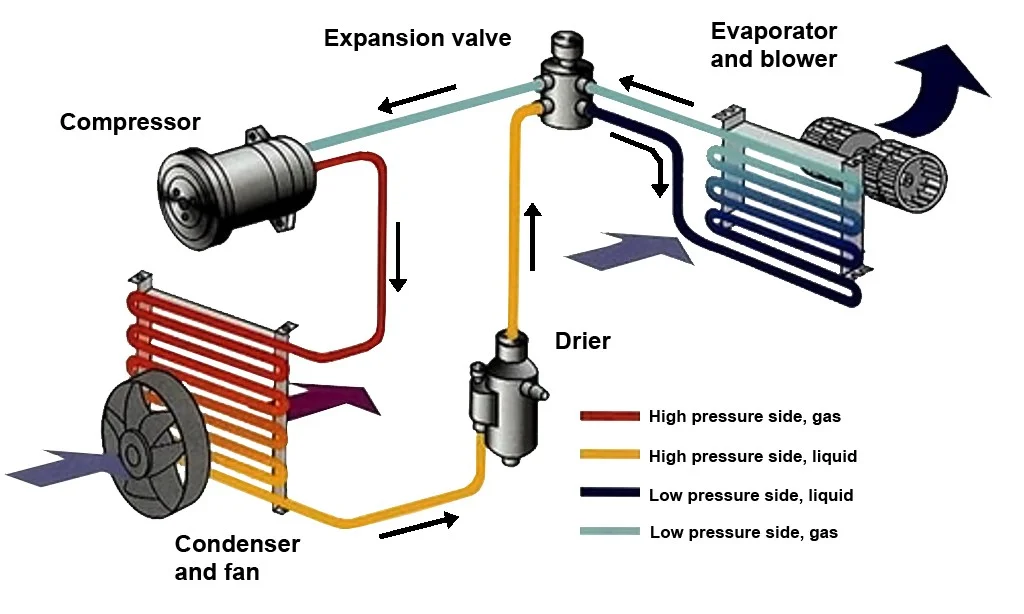 Expansion valve
Evaporator
and blower
Compressor
Drier
High pressure side, gas
High pressure side, liquid
Low pressure side, liquid
Low pressure side, gas
Condenser
and fan